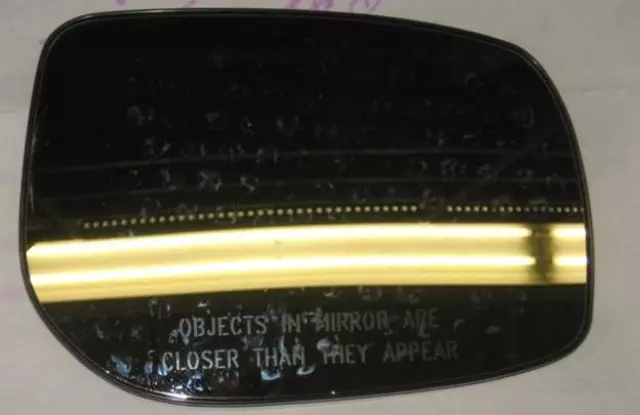 OBJECTS IN MIRROR ARE
CLOSER THAN THEY APPEAR